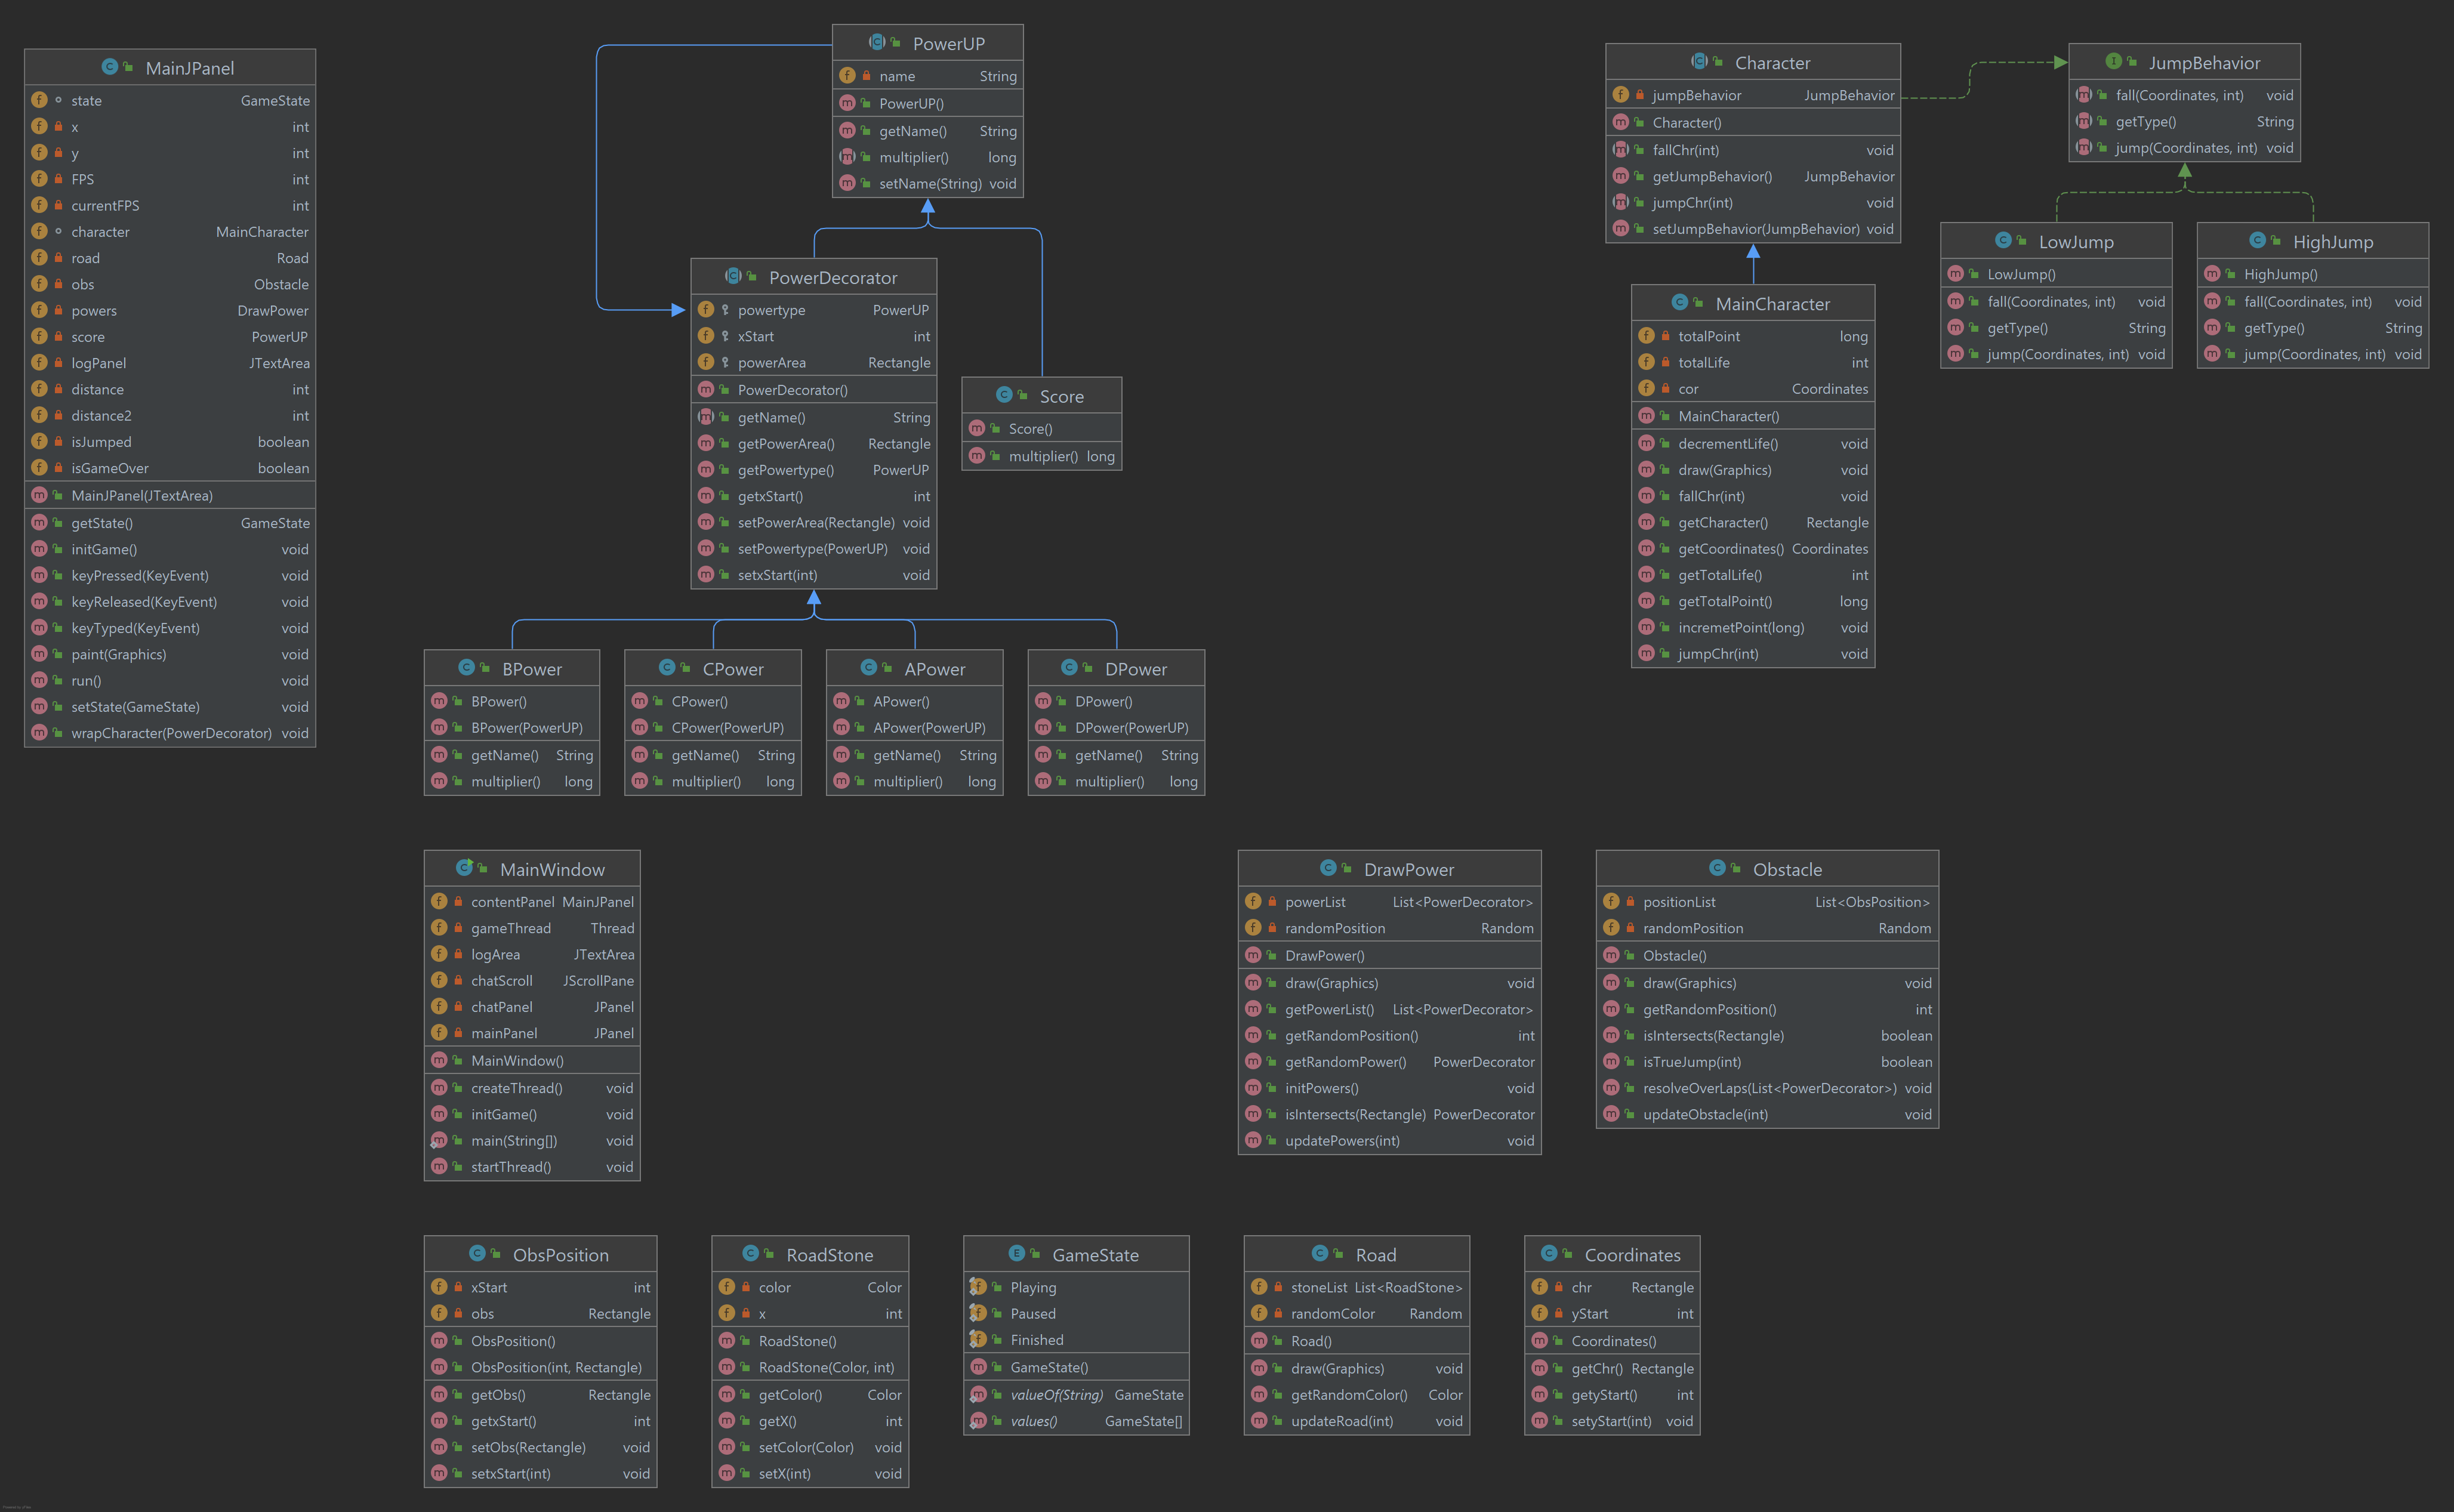 MainJPanel
state GameState
x int
y int
FPS int
currentFPS int
character MainCharacter
road Road
obs Obstacle
powers DrawPower
score PowerUP
logPanel JTextArea
distance int
distance2 int
isJumped boolean
isGameOver boolean
MainJPanel(JTextArea)
getState() GameState
initGame() void
keyPressed(KeyEvent) void
keyReleased(KeyEvent) void
keyTyped(KeyEvent) void
paint(Graphics) void
run() void
setState(GameState) void
wrapCharacter(PowerDecorator) void
PowerUP
name String
PowerUP()
getName() String
multiplier() long
setName(String) void
PowerDecorator
powertype PowerUP
xStart int
powerArea Rectangle
PowerDecorator()
getName() String
getPowerArea() Rectangle
getPowertype() PowerUP
getxStart() int
setPowerArea(Rectangle) void
setPowertype(PowerUP) void
setxStart(int) void
Score
Score()
multiplier() long
BPower
BPower()
BPower(PowerUP)
getName() String
multiplier() long
CPower
CPower()
CPower(PowerUP)
getName() String
multiplier() long
APower
APower()
APower(PowerUP)
getName() String
multiplier() long
DPower
DPower()
DPower(PowerUP)
getName() String
multiplier() long
Character
jumpBehavior JumpBehavior
Character()
fallChr(int) void
getJumpBehavior() JumpBehavior
jumpChr(int) void
setJumpBehavior(JumpBehavior) void
JumpBehavior
fall(Coordinates, int) void
getType() String
jump(Coordinates, int) void
LowJump
LowJump()
fall(Coordinates, int) void
getType() String
jump(Coordinates, int) void
HighJump
HighJump()
fall(Coordinates, int) void
getType() String
jump(Coordinates, int) void
MainCharacter
totalPoint long
totalLife int
cor Coordinates
MainCharacter()
decrementLife() void
draw(Graphics) void
fallChr(int) void
getCharacter() Rectangle
getCoordinates() Coordinates
getTotalLife() int
getTotalPoint() long
incremetPoint(long) void
jumpChr(int) void
MainWindow
contentPanel MainJPanel
gameThread Thread
logArea JTextArea
chatScroll JScrollPane
chatPanel JPanel
mainPanel JPanel
MainWindow()
createThread() void
initGame() void
main(String[]) void
startThread() void
DrawPower
powerList List<PowerDecorator>
randomPosition Random
DrawPower()
draw(Graphics) void
getPowerList() List<PowerDecorator>
getRandomPosition() int
getRandomPower() PowerDecorator
initPowers() void
isIntersects(Rectangle) PowerDecorator
updatePowers(int) void
Obstacle
positionList List<ObsPosition>
randomPosition Random
Obstacle()
draw(Graphics) void
getRandomPosition() int
isIntersects(Rectangle) boolean
isTrueJump(int) boolean
resolveOverLaps(List<PowerDecorator>) void
updateObstacle(int) void
ObsPosition
xStart int
obs Rectangle
ObsPosition()
ObsPosition(int, Rectangle)
getObs() Rectangle
getxStart() int
setObs(Rectangle) void
setxStart(int) void
RoadStone
color Color
x int
RoadStone()
RoadStone(Color, int)
getColor() Color
getX() int
setColor(Color) void
setX(int) void
GameState
Playing
Paused
Finished
GameState()
valueOf(String) GameState
values() GameState[]
Road
stoneList List<RoadStone>
randomColor Random
Road()
draw(Graphics) void
getRandomColor() Color
updateRoad(int) void
Coordinates
chr Rectangle
yStart int
Coordinates()
getChr() Rectangle
getyStart() int
setyStart(int) void